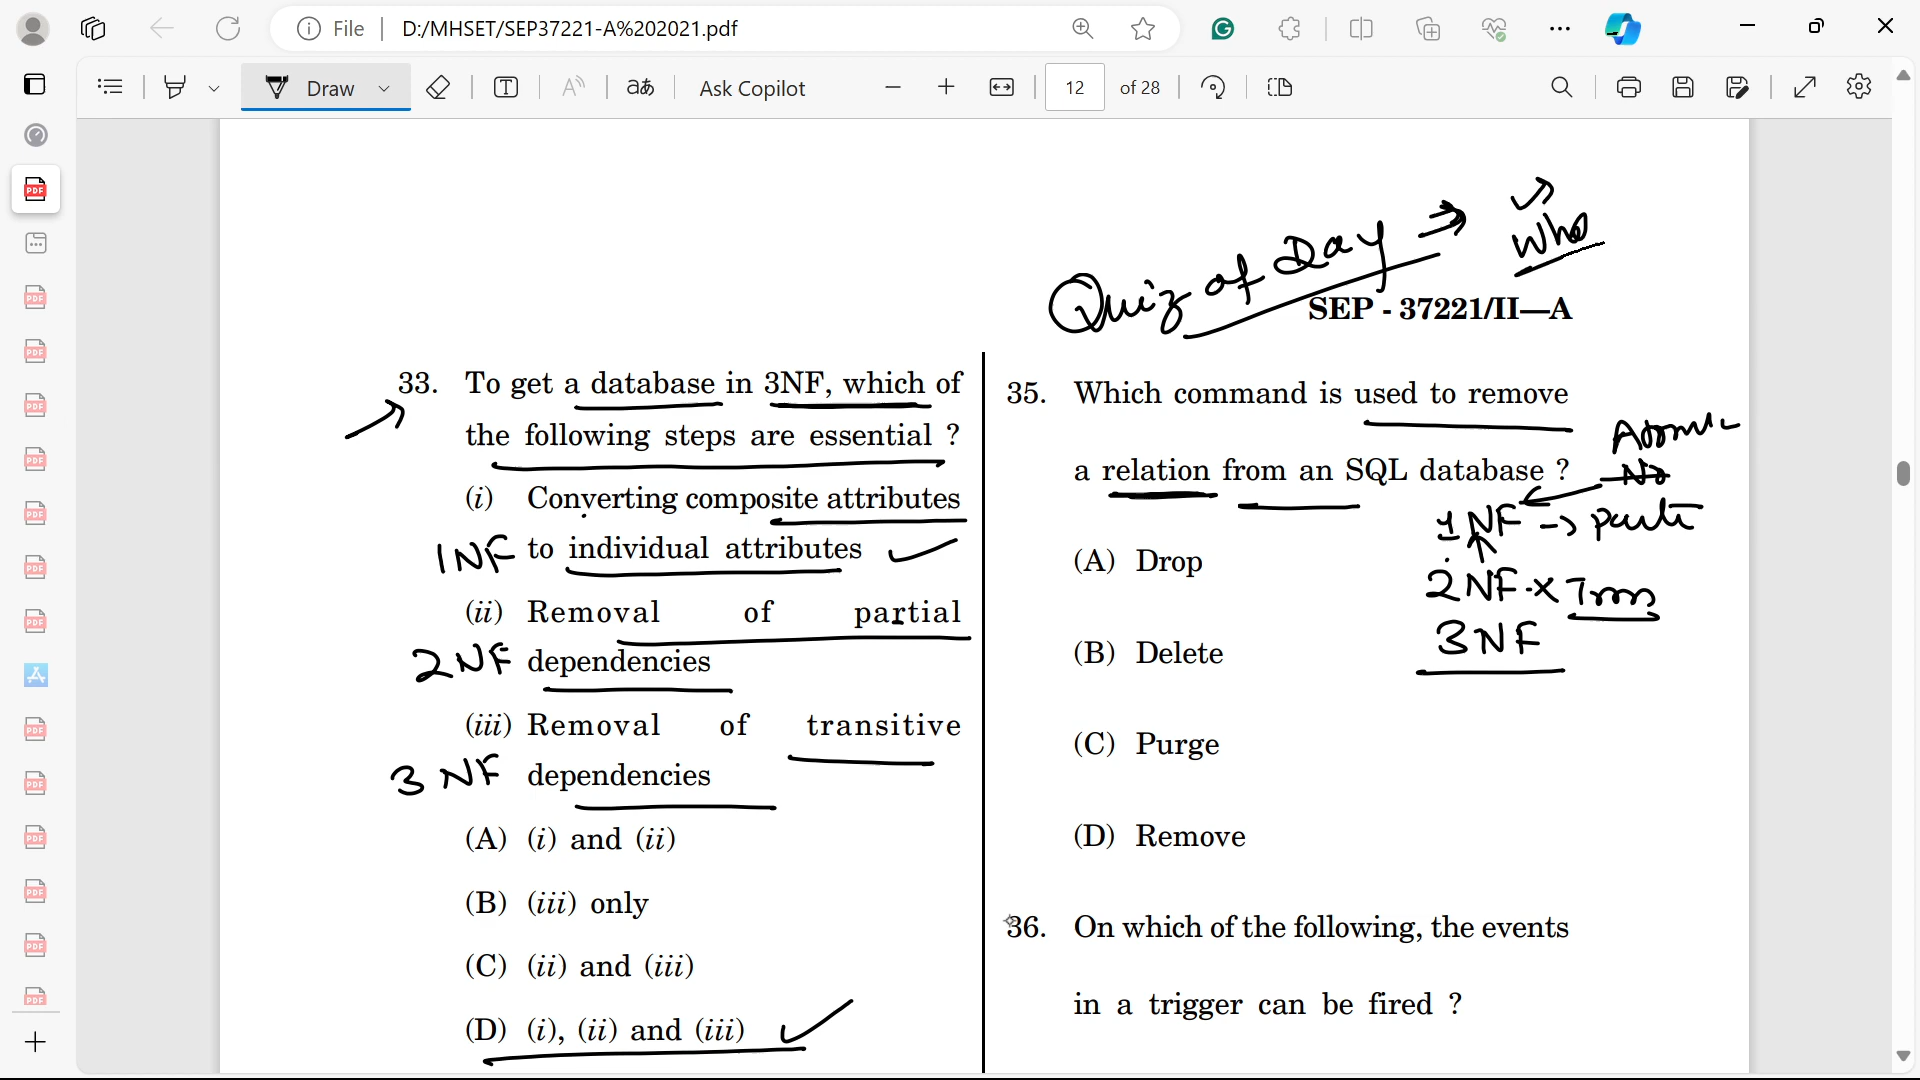 File D:/MHSET/SEP37221-A%202021.pdf
Draw Ask Copilot 12 of 28
Quiz of Day
SEP - 37221/II—A
33. To get a database in 3NF, which of
the following steps are essential ?
(i) Converting composite attributes
1NF to individual attributes
(ii) Removal of partial
2NF dependencies
(iii) Removal of transitive
3NF dependencies
(A) (i) and (ii)
(B) (iii) only
(C) (ii) and (iii)
(D) (i), (ii) and (iii)
35. Which command is used to remove
a relation from an SQL database ?
1NF
2NF
3NF
(A) Drop
(B) Delete
(C) Purge
(D) Remove
36. On which of the following, the events
in a trigger can be fired ?